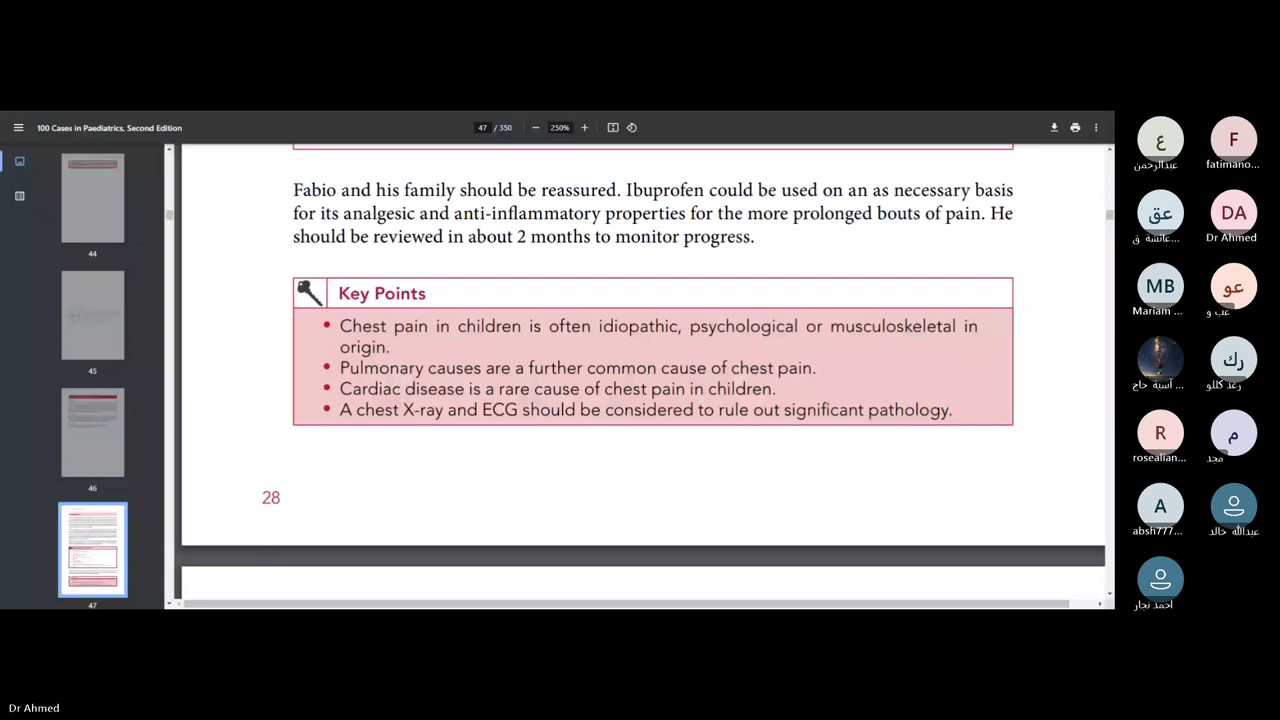 100 Cases in Paediatrics, Second Edition
47 / 350
250%
44
45
46
47
Fabio and his family should be reassured. Ibuprofen could be used on an as necessary basis
for its analgesic and anti-inflammatory properties for the more prolonged bouts of pain. He
should be reviewed in about 2 months to monitor progress.
Key Points
• Chest pain in children is often idiopathic, psychological or musculoskeletal in
origin.
• Pulmonary causes are a further common cause of chest pain.
• Cardiac disease is a rare cause of chest pain in children.
• A chest X-ray and ECG should be considered to rule out significant pathology.
28
ع
عبدالرحمن
F
fatimano...
عق
عائشة ق...
DA
Dr Ahmed
MB
Mariam ...
عو
عب و
آسية حاج ...
رك
رغد كللو
R
rosealian...
م
مجد
A
absh777...
عبدالله خالد
احمد نجار
Dr Ahmed